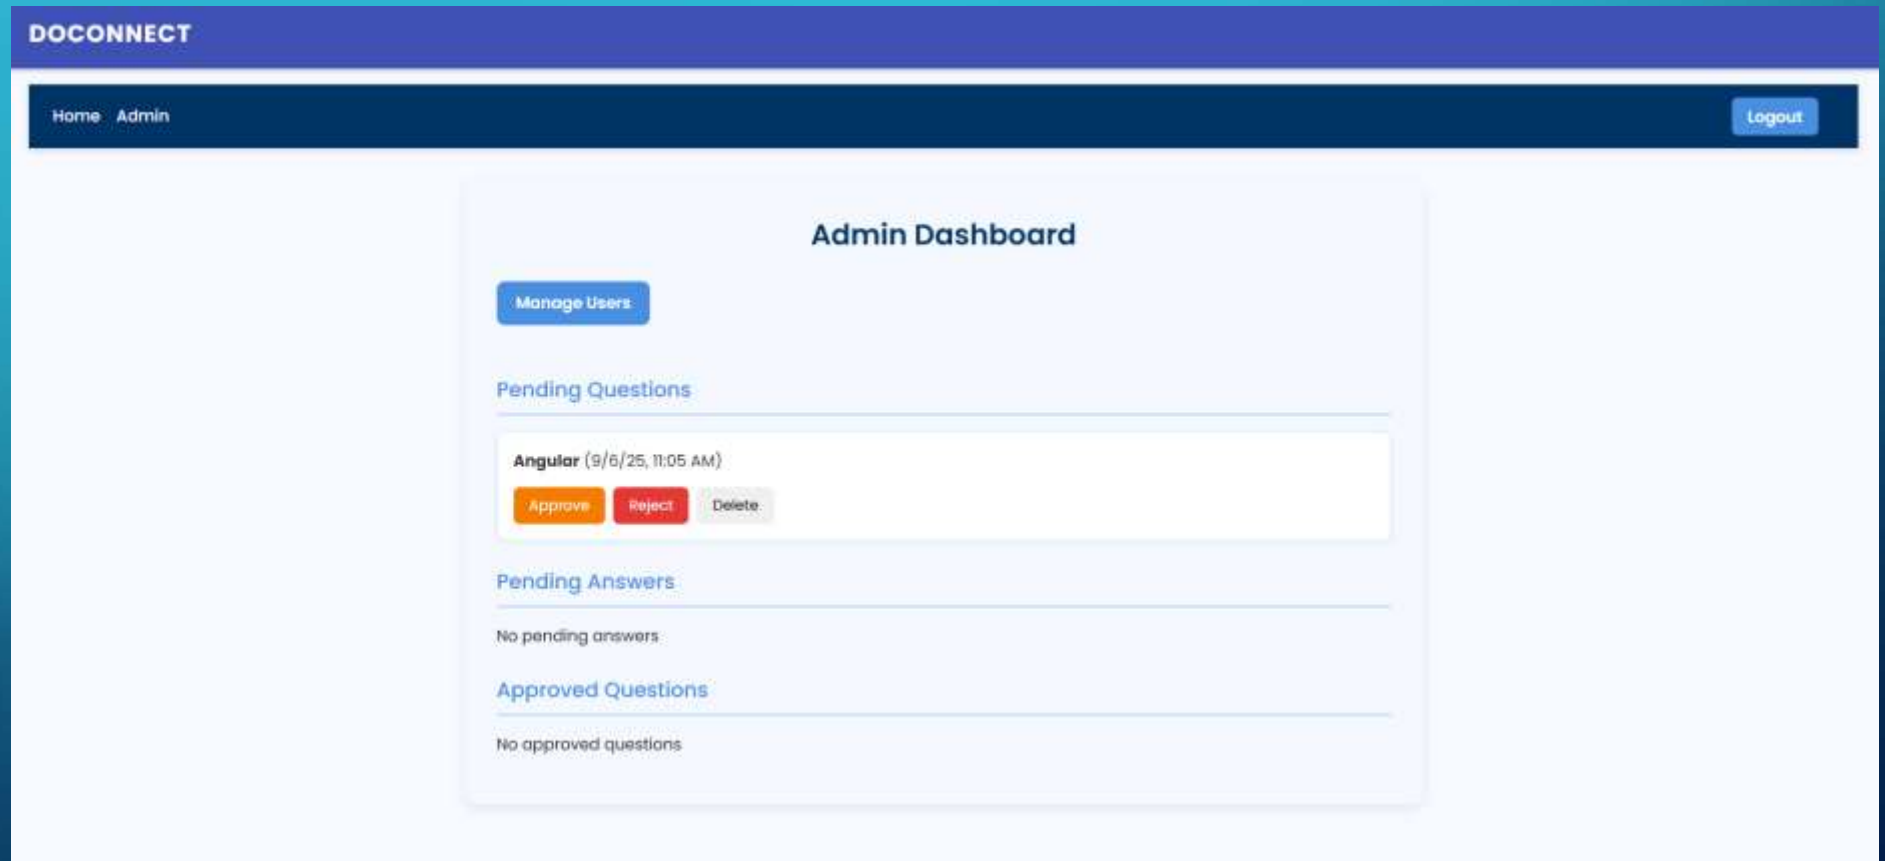 DOCONNECT
Home Admin Logout
Admin Dashboard
Manage Users
Pending Questions
Angular (9/6/25, 11:05 AM)
Approve Reject Delete
Pending Answers
No pending answers
Approved Questions
No approved questions